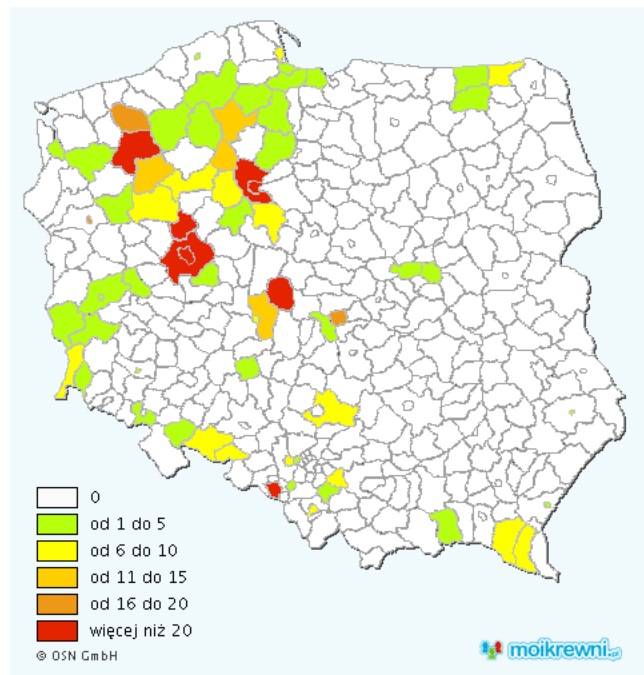 0
od 1 do 5
od 6 do 10
od 11 do 15
od 16 do 20
więcej niż 20
© OSN GmbH
moikrewni.pl